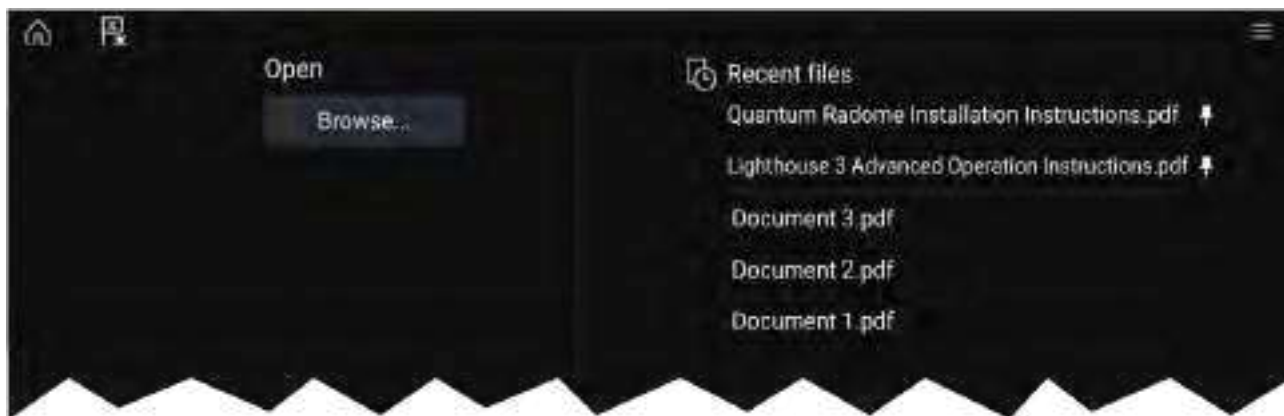 Open
Browse...
Recent files
Quantum Radome Installation Instructions.pdf
Lighthouse 3 Advanced Operation Instructions.pdf
Document 3.pdf
Document 2.pdf
Document 1.pdf